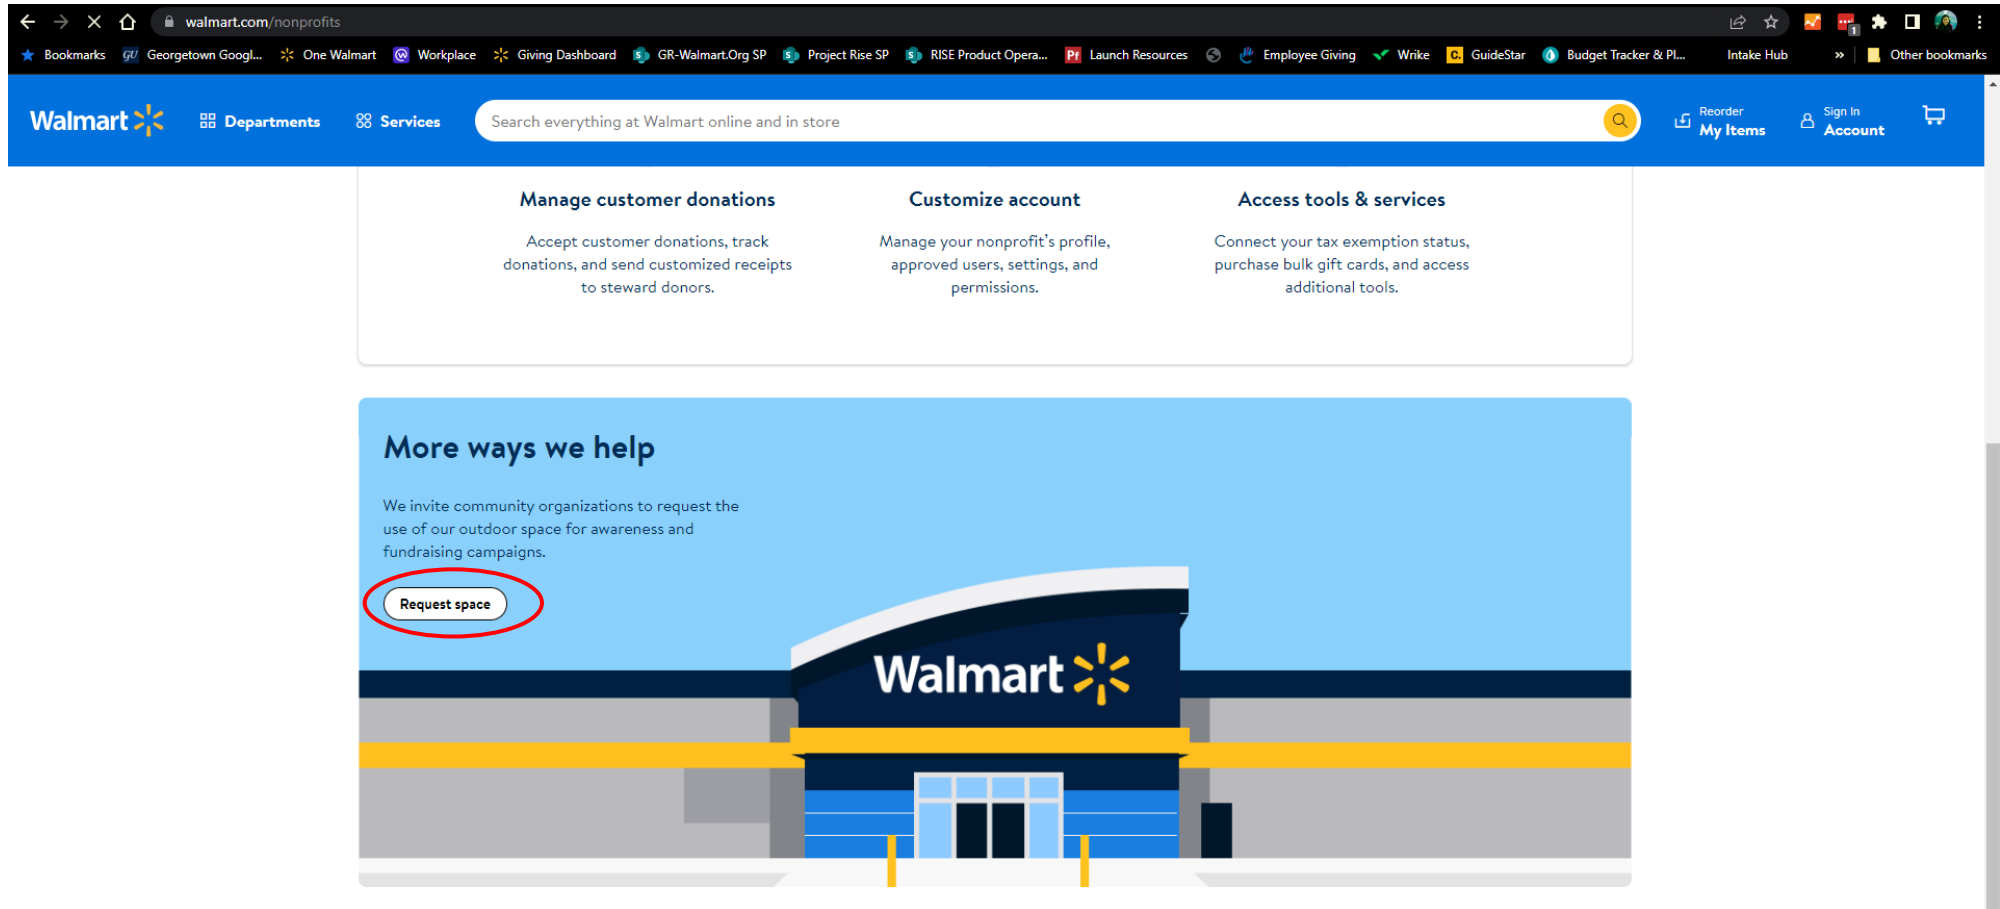 walmart.com/nonprofits
Bookmarks GU Georgetown Googl... One Walmart Workplace Giving Dashboard S GR-Walmart.Org SP S Project Rise SP S RISE Product Opera... Pf Launch Resources Employee Giving Wrike C. GuideStar Budget Tracker & Pl... Intake Hub » Other bookmarks
Walmart Departments Services Search everything at Walmart online and in store Reorder My Items Sign In Account
Manage customer donations
Accept customer donations, track
donations, and send customized receipts
to steward donors.
Customize account
Manage your nonprofit's profile,
approved users, settings, and
permissions.
Access tools & services
Connect your tax exemption status,
purchase bulk gift cards, and access
additional tools.
More ways we help
We invite community organizations to request the
use of our outdoor space for awareness and
fundraising campaigns.
Request space
Walmart